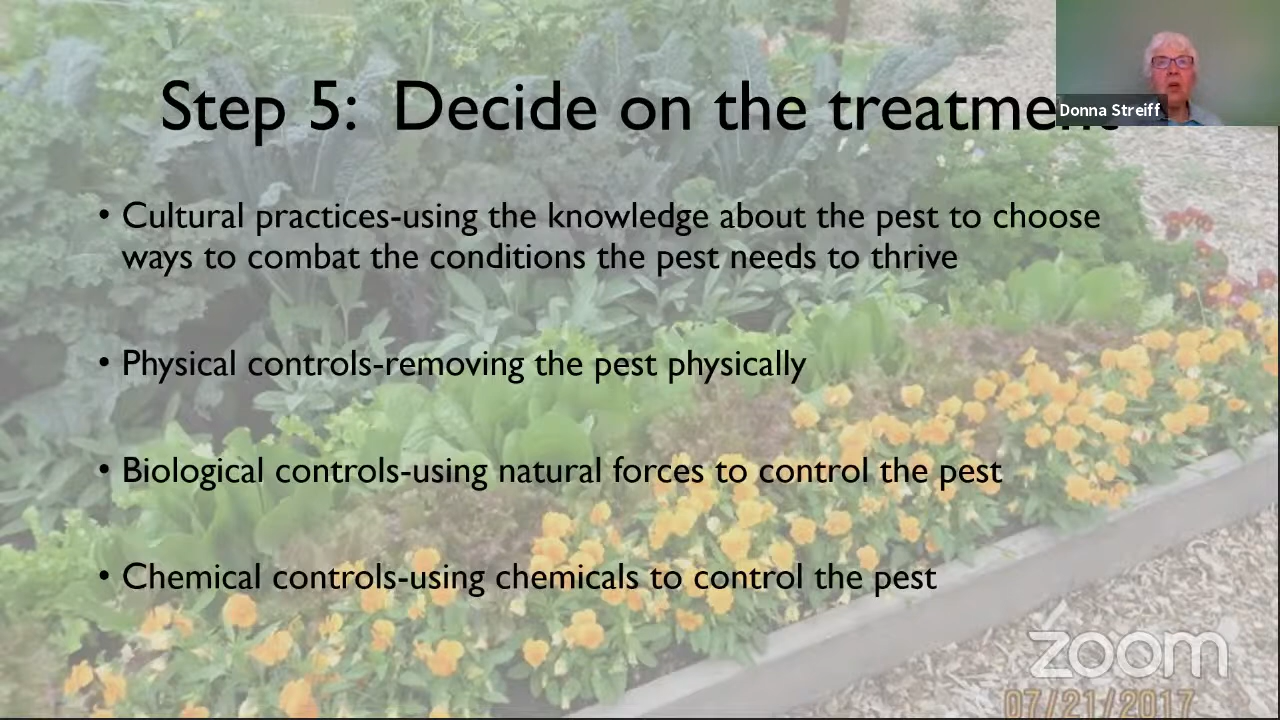 Step 5: Decide on the treatment
Donna Streiff
• Cultural practices-using the knowledge about the pest to choose
ways to combat the conditions the pest needs to thrive
• Physical controls-removing the pest physically
• Biological controls-using natural forces to control the pest
• Chemical controls-using chemicals to control the pest
zoom
07/21/2017